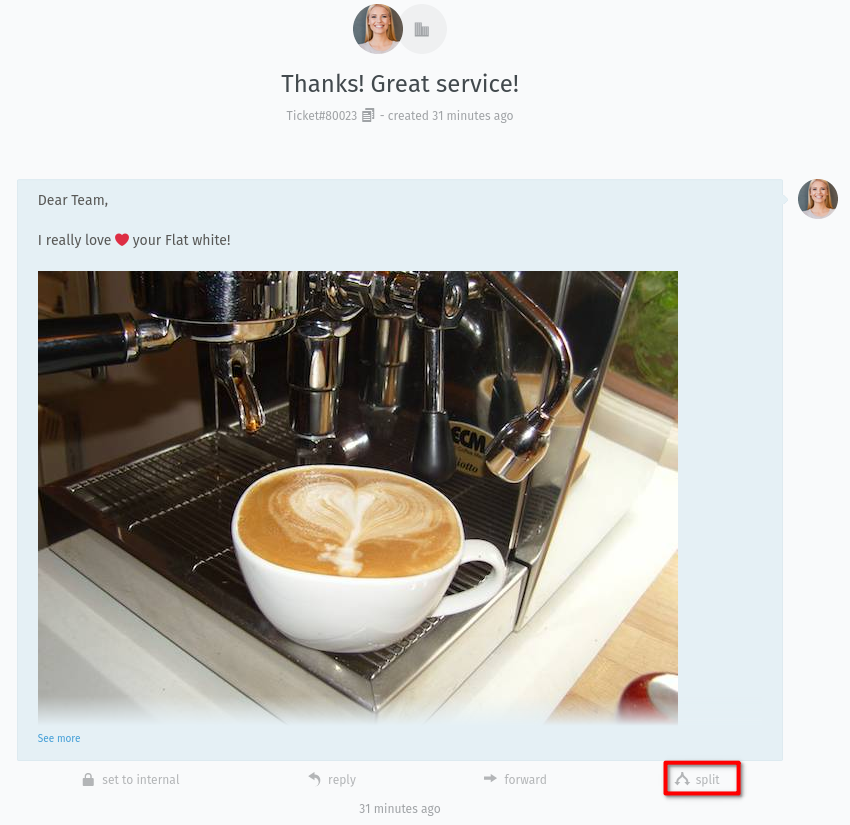 Thanks! Great service!
Ticket#80023 - created 31 minutes ago
Dear Team,
I really love ❤ your Flat white!
ECM
See more
set to internal
reply
forward
split
31 minutes ago